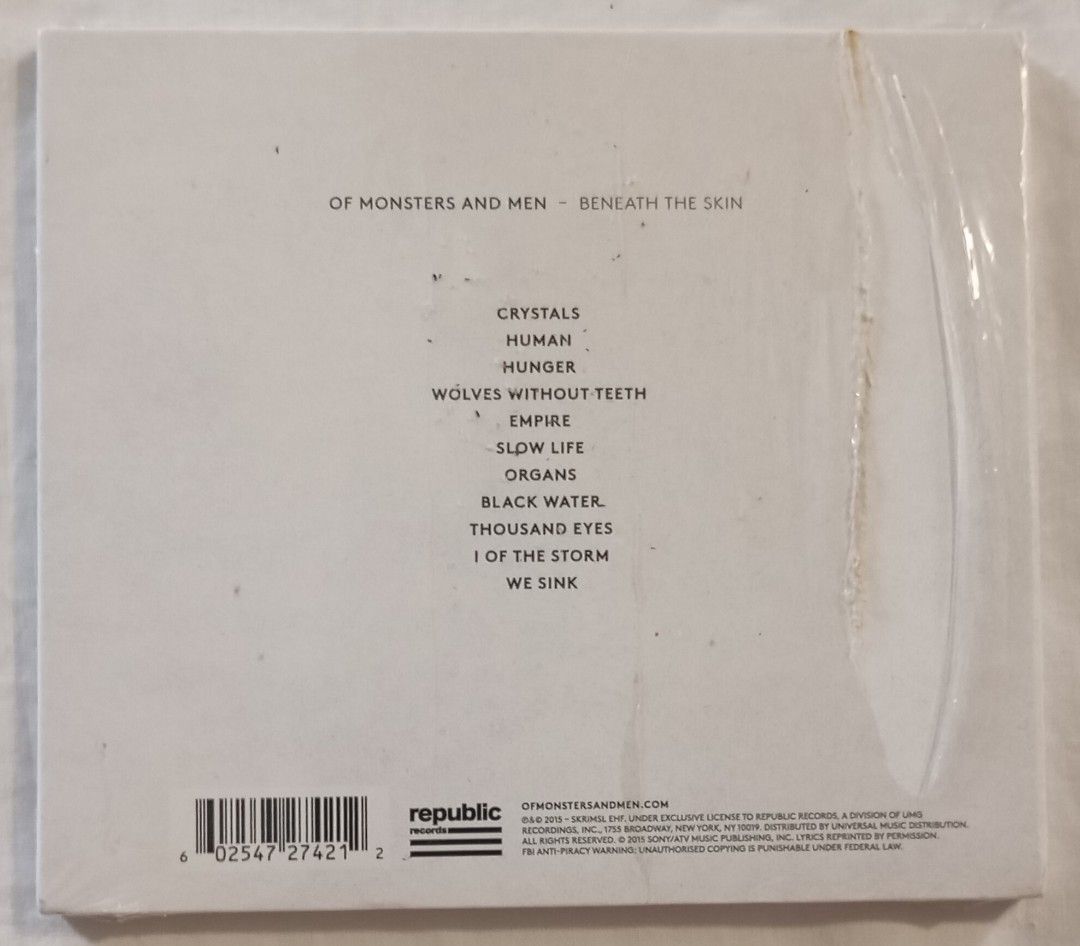 OF MONSTERS AND MEN – BENEATH THE SKIN
CRYSTALS
HUMAN
HUNGER
WOLVES WITHOUT TEETH
EMPIRE
SLOW LIFE
ORGANS
BLACK WATER
THOUSAND EYES
I OF THE STORM
WE SINK
6 02547 27421 2
republic
records
OFMONSTERSANDMEN.COM
℗&© 2015 – SKRIMSL EHF. UNDER EXCLUSIVE LICENSE TO REPUBLIC RECORDS, A DIVISION OF UMG
RECORDINGS, INC., 1755 BROADWAY, NEW YORK, NY 10019. DISTRIBUTED BY UNIVERSAL MUSIC DISTRIBUTION.
ALL RIGHTS RESERVED. © 2015 SONY/ATV MUSIC PUBLISHING, INC. LYRICS REPRINTED BY PERMISSION.
FBI ANTI-PIRACY WARNING: UNAUTHORISED COPYING IS PUNISHABLE UNDER FEDERAL LAW.